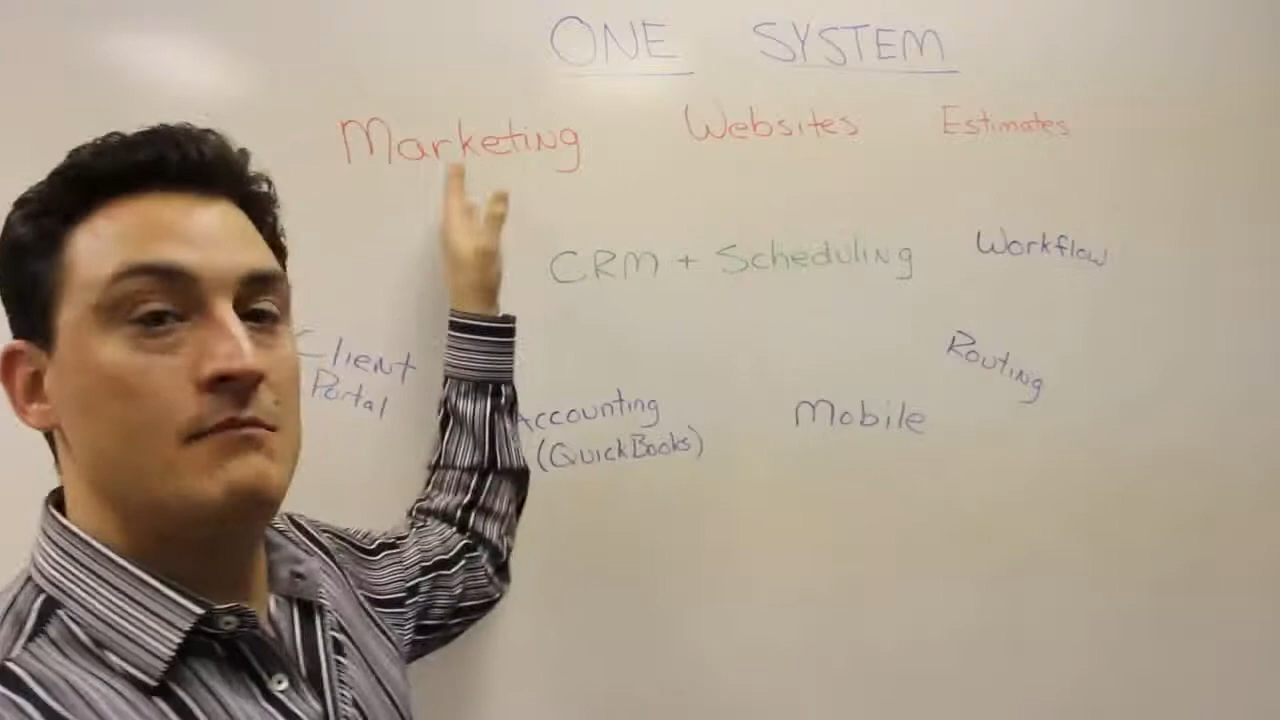 ONE SYSTEM
Marketing Websites Estimates
CRM + Scheduling Workflow
Client
Portal
Routing
Accounting
(QuickBooks)
Mobile